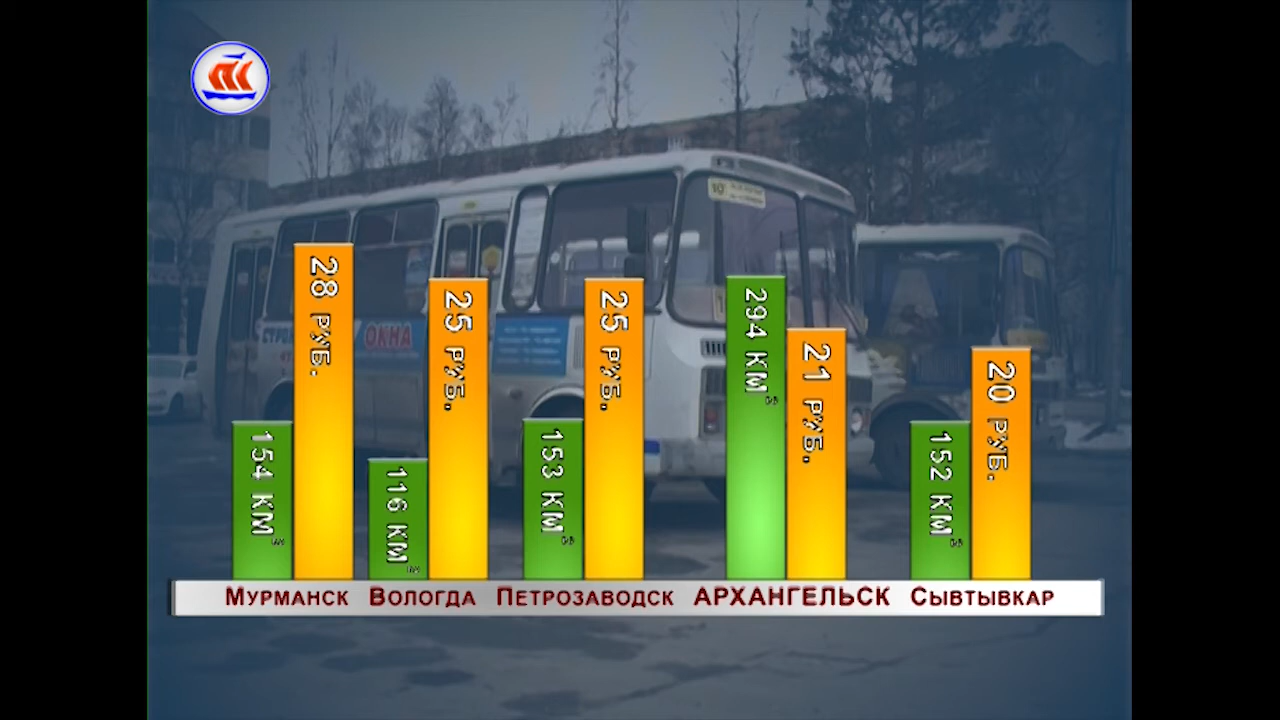 28 РУБ.
25 РУБ.
25 РУБ.
294 КМ²
21 РУБ.
20 РУБ.
154 КМ²
116 КМ²
153 КМ²
152 КМ²
МУРМАНСК ВОЛОГДА ПЕТРОЗАВОДСК АРХАНГЕЛЬСК СЫВТЫВКАР
ОКНА